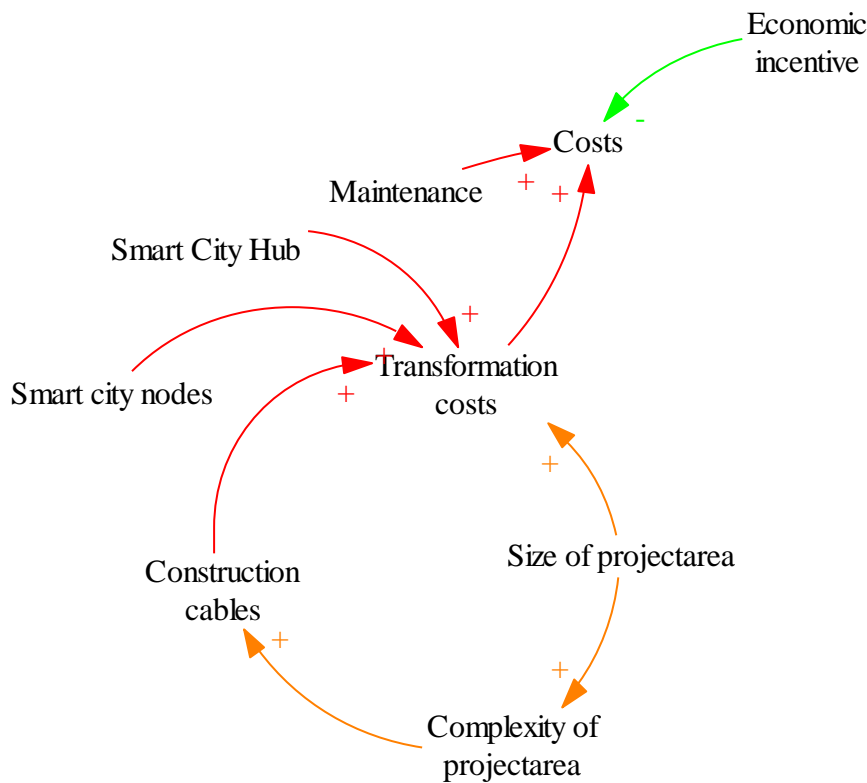 Economic
incentive
-
Costs
Maintenance
+
+
Smart City Hub
+
+
Transformation
costs
Smart city nodes
+
+
Size of projectarea
Construction
cables
+
+
Complexity of
projectarea